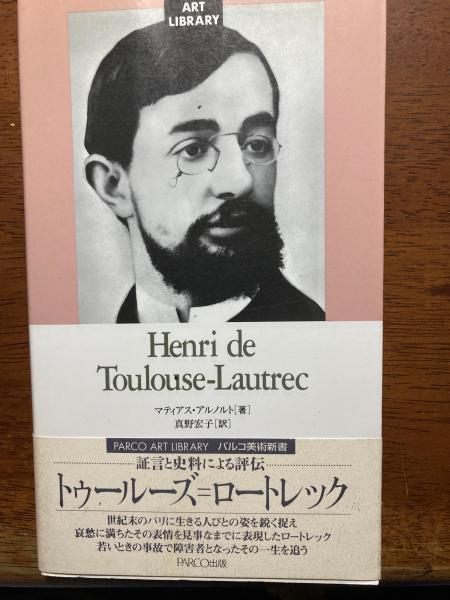 ART
LIBRARY
Henri de
Toulouse-Lautrec
マティアス・アルノルト[著]
真野宏子[訳]
PARCO ART LIBRARY パルコ美術新書
証言と史料による評伝
トゥールーズ=ロートレック
世紀末のパリに生きる人びとの姿を鋭く捉え
哀愁に満ちたその表情を見事なまでに表現したロートレック
若いときの事故で障害者となったその一生を追う
PARCO出版